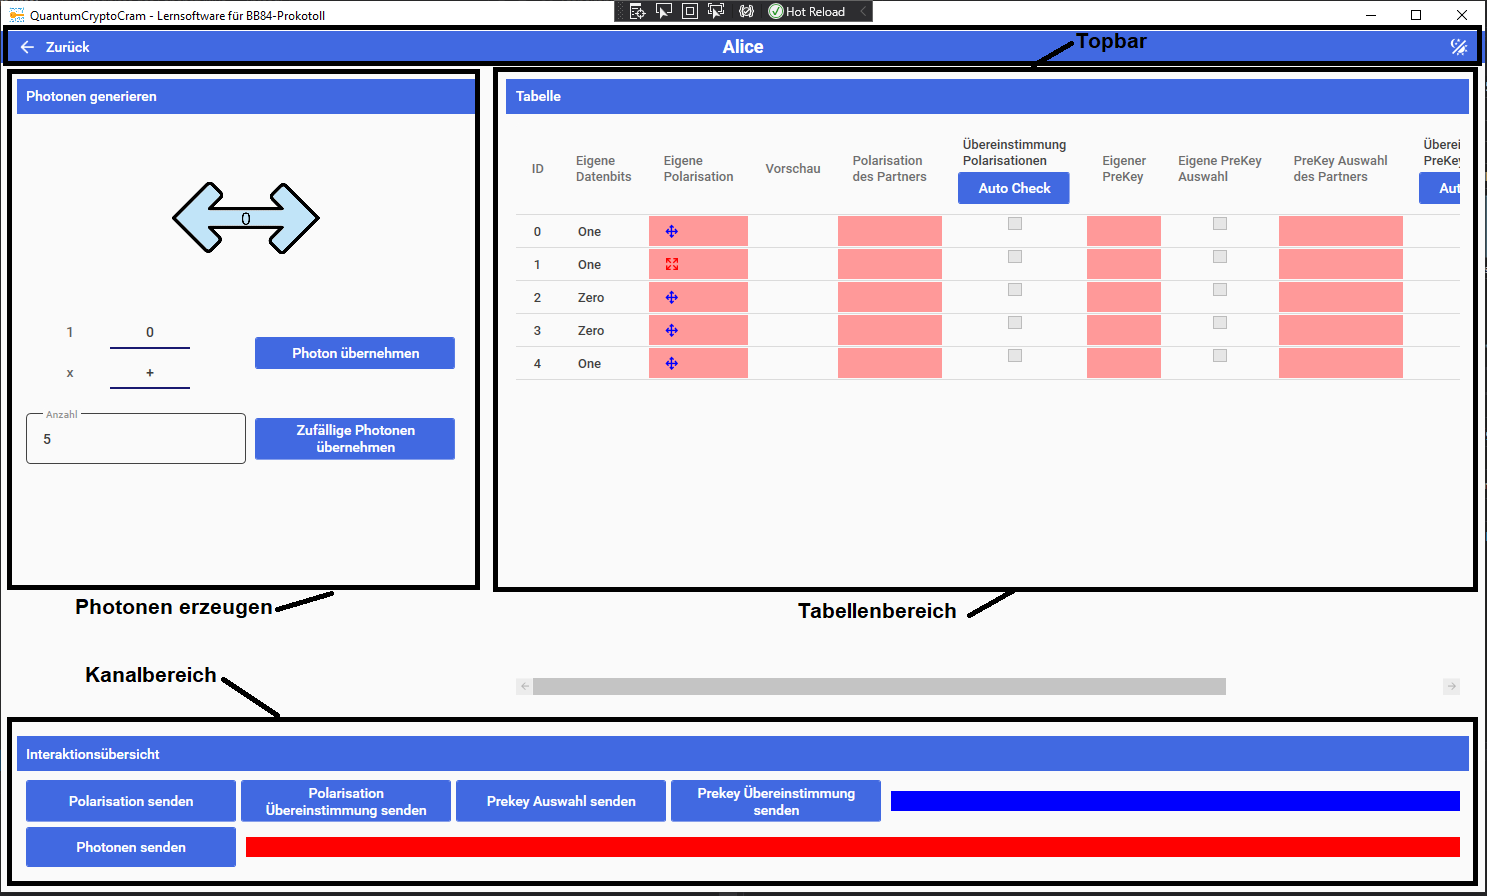 QuantumCryptoCram - Lernsoftware für BB84-Prokotoll
Hot Reload
Zurück
Alice
Topbar
Photonen generieren
0
1 0
x +
Photon übernehmen
Anzahl
5
Zufällige Photonen
übernehmen
Photonen erzeugen
Tabelle
ID
Eigene
Datenbits
Eigene
Polarisation
Vorschau
Polarisation
des Partners
Übereinstimmung
Polarisationen
Auto Check
Eigener
PreKey
Eigene PreKey
Auswahl
PreKey Auswahl
des Partners
Überei
PreKey
Aut
0 One
1 One
2 Zero
3 Zero
4 One
Tabellenbereich
Kanalbereich
Interaktionsübersicht
Polarisation senden
Polarisation
Übereinstimmung senden
Prekey Auswahl senden
Prekey Übereinstimmung
senden
Photonen senden